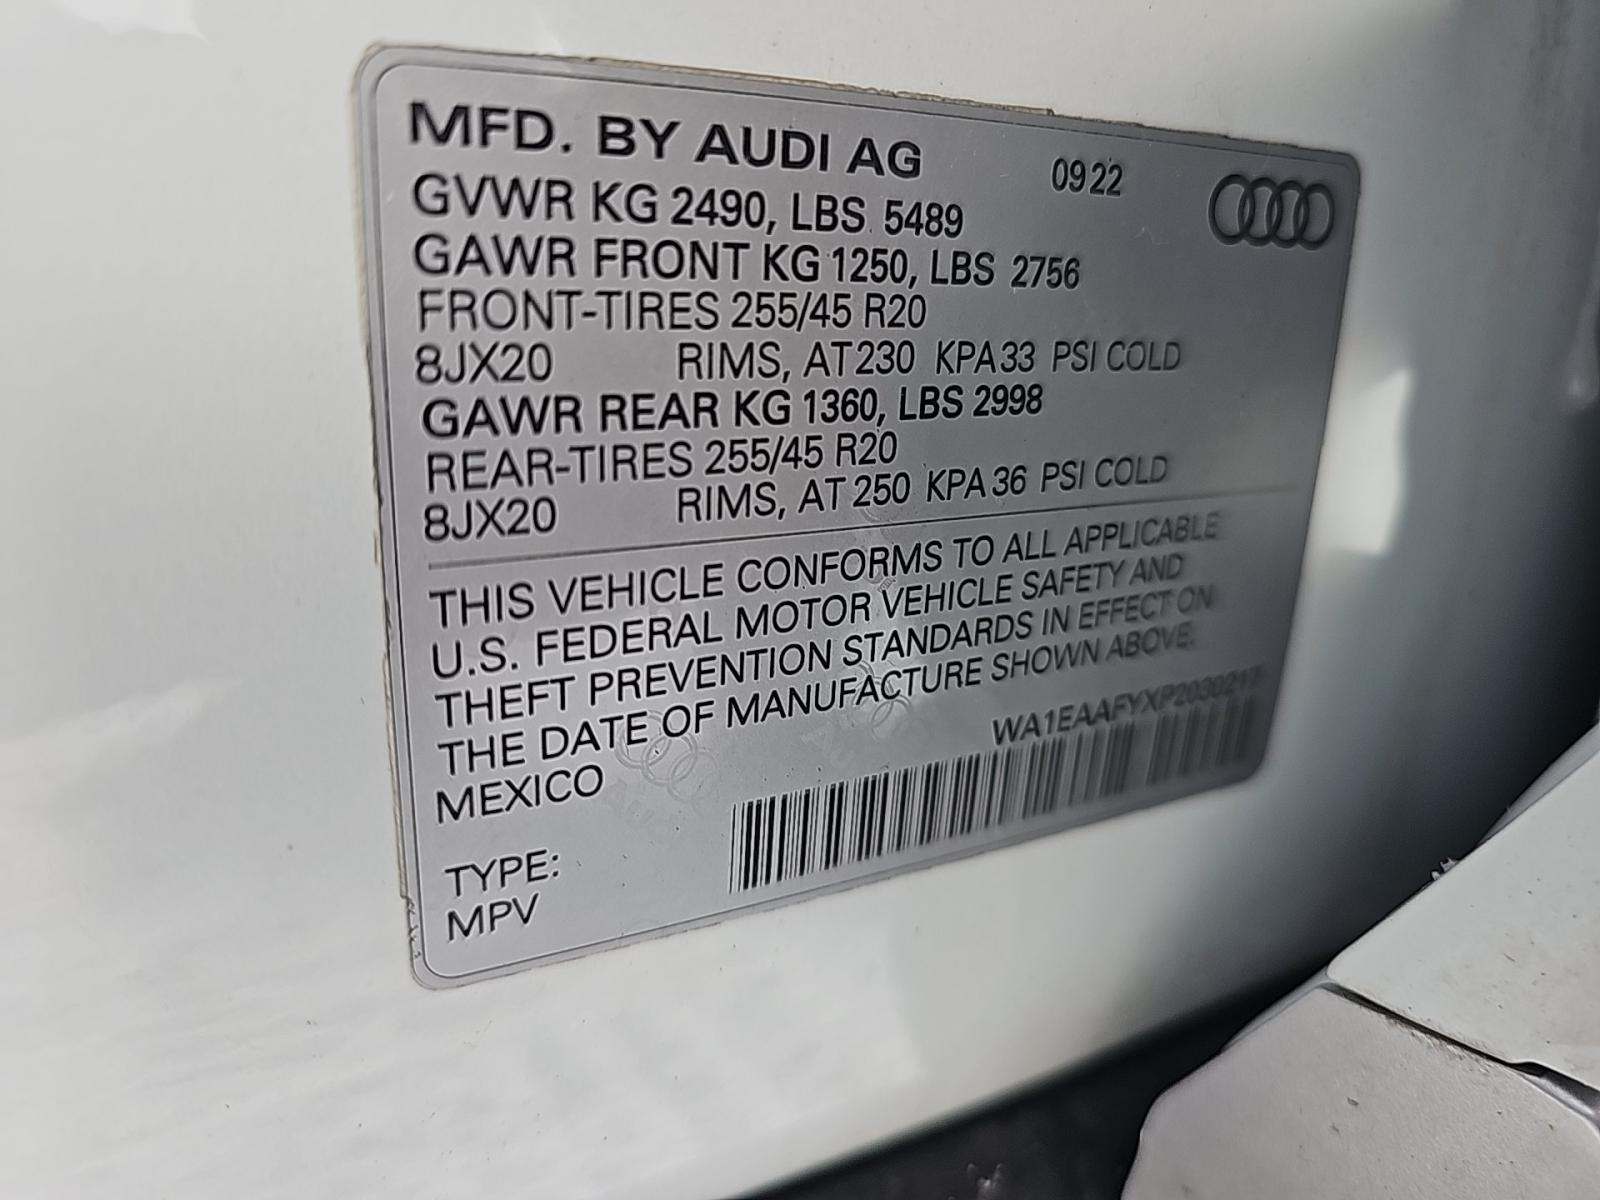 MFD. BY AUDI AG 0922
GVWR KG 2490, LBS. 5489
GAWR FRONT KG 1250, LBS 2756
FRONT-TIRES 255/45 R20
8JX20 RIMS, AT 230 KPA 33 PSI COLD
GAWR REAR KG 1360, LBS 2998
REAR-TIRES 255/45 R20
8JX20 RIMS, AT 250 KPA 36 PSI COLD
THIS VEHICLE CONFORMS TO ALL APPLICABLE
U.S. FEDERAL MOTOR VEHICLE SAFETY AND
THEFT PREVENTION STANDARDS IN EFFECT ON
THE DATE OF MANUFACTURE SHOWN ABOVE.
MEXICO
TYPE:
MPV